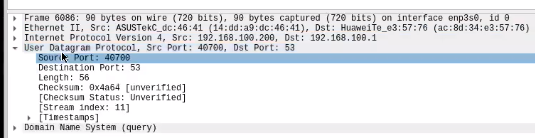 Frame 6086: 90 bytes on wire (720 bits), 90 bytes captured (720 bits) on interface enp3s0, id 0
Ethernet II, Src: ASUSTekC_dc:46:41 (14:dd:a9:dc:46:41), Dst: HuaweiTe_e3:57:76 (ac:8d:34:e3:57:76)
Internet Protocol Version 4, Src: 192.168.100.200, Dst: 192.168.100.1
User Datagram Protocol, Src Port: 40700, Dst Port: 53
Source Port: 40700
Destination Port: 53
Length: 56
Checksum: 0x4a64 [unverified]
[Checksum Status: Unverified]
[Stream index: 11]
[Timestamps]
Domain Name System (query)